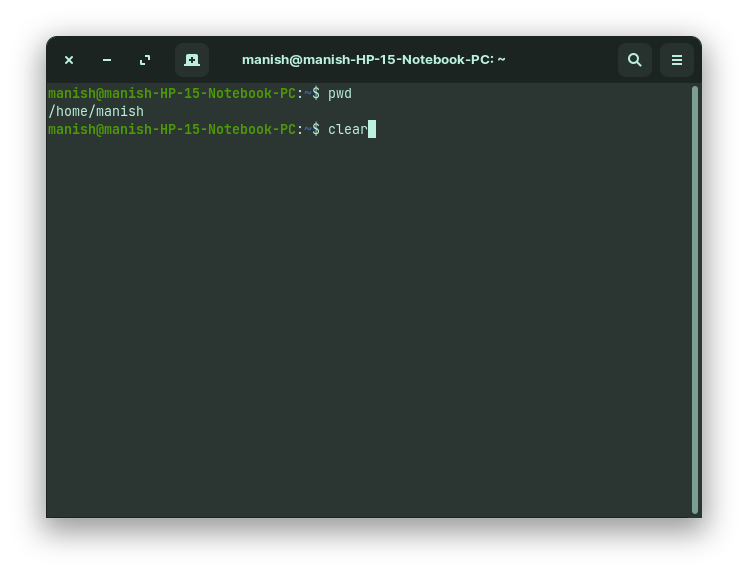 manish@manish-HP-15-Notebook-PC: ~
manish@manish-HP-15-Notebook-PC:~$ pwd
/home/manish
manish@manish-HP-15-Notebook-PC:~$ clear